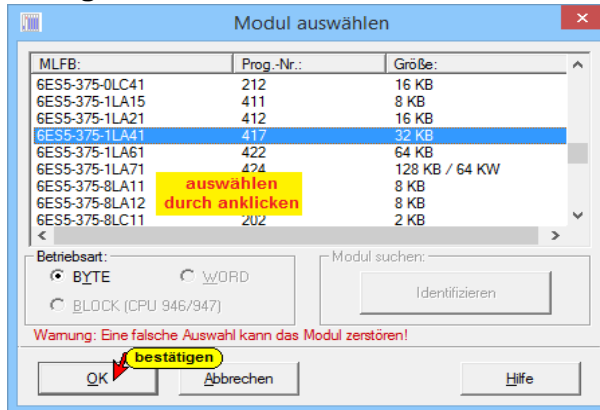 Modul auswählen
MLFB: Prog.-Nr.: Größe:
6ES5-375-0LC41 212 16 KB
6ES5-375-1LA15 411 8 KB
6ES5-375-1LA21 412 16 KB
6ES5-375-1LA41 417 32 KB
6ES5-375-1LA61 422 64 KB
6ES5-375-1LA71 424 128 KB / 64 KW
6ES5-375-8LA11 8 KB
6ES5-375-8LA12 8 KB
6ES5-375-8LC11 202 2 KB
auswählen
durch anklicken
Betriebsart: Modul suchen:
BYTE WORD
BLOCK (CPU 946/947)
Identifizieren
Warnung: Eine falsche Auswahl kann das Modul zerstören!
bestätigen
OK Abbrechen Hilfe